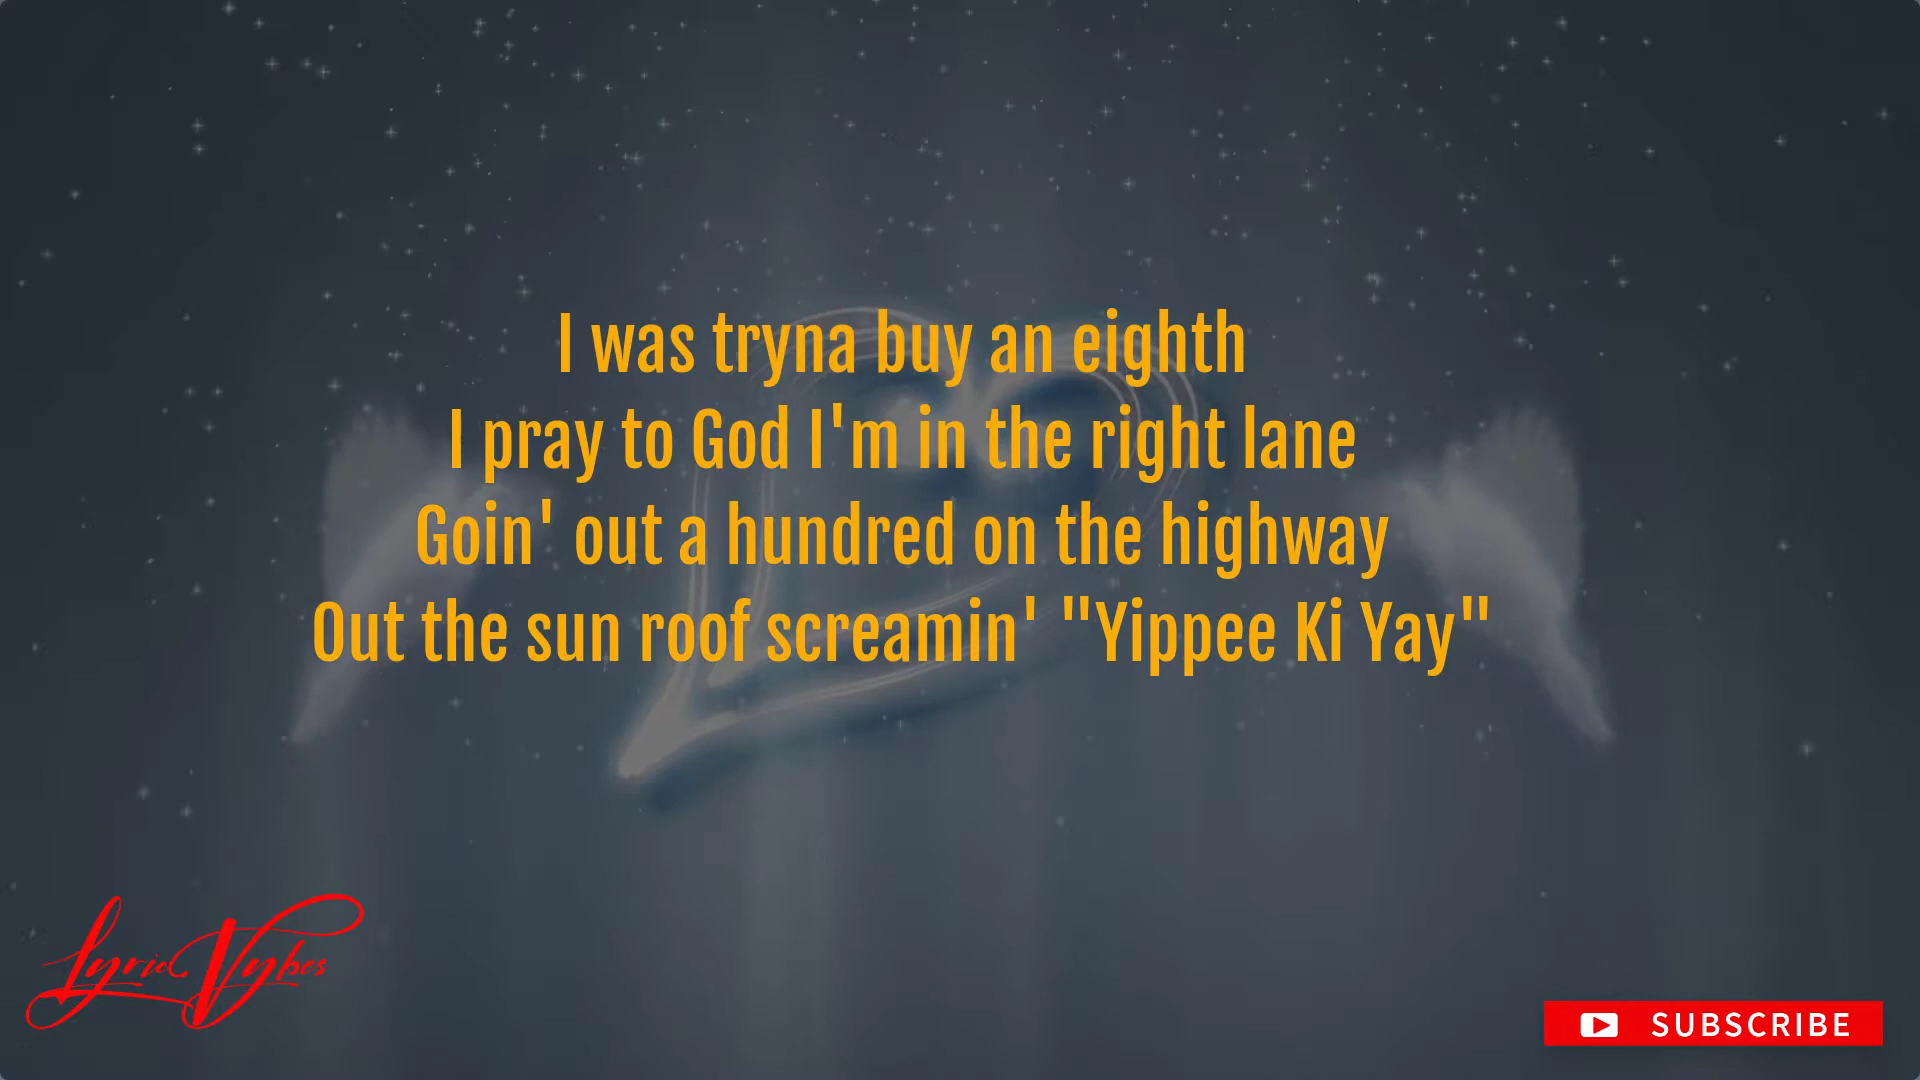 I was tryna buy an eighth
I pray to God I'm in the right lane
Goin' out a hundred on the highway
Out the sun roof screamin' "Yippee Ki Yay"
Lyric Vybes
SUBSCRIBE